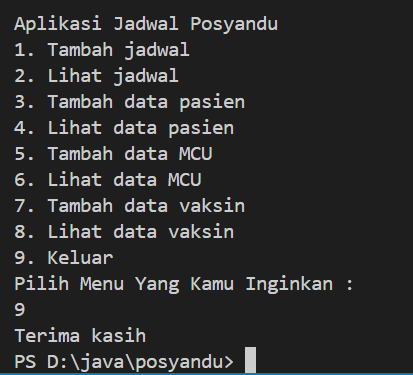 Aplikasi Jadwal Posyandu
1. Tambah jadwal
2. Lihat jadwal
3. Tambah data pasien
4. Lihat data pasien
5. Tambah data MCU
6. Lihat data MCU
7. Tambah data vaksin
8. Lihat data vaksin
9. Keluar
Pilih Menu Yang Kamu Inginkan :
9
Terima kasih
PS D:\java\posyandu>